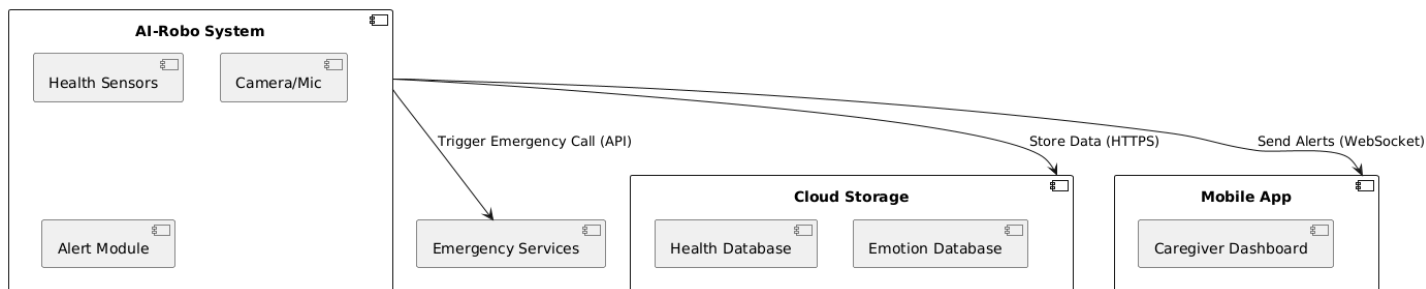 AI-Robo System
Health Sensors
Camera/Mic
Trigger Emergency Call (API)
Store Data (HTTPS)
Send Alerts (WebSocket)
Cloud Storage
Mobile App
Alert Module
Emergency Services
Health Database
Emotion Database
Caregiver Dashboard